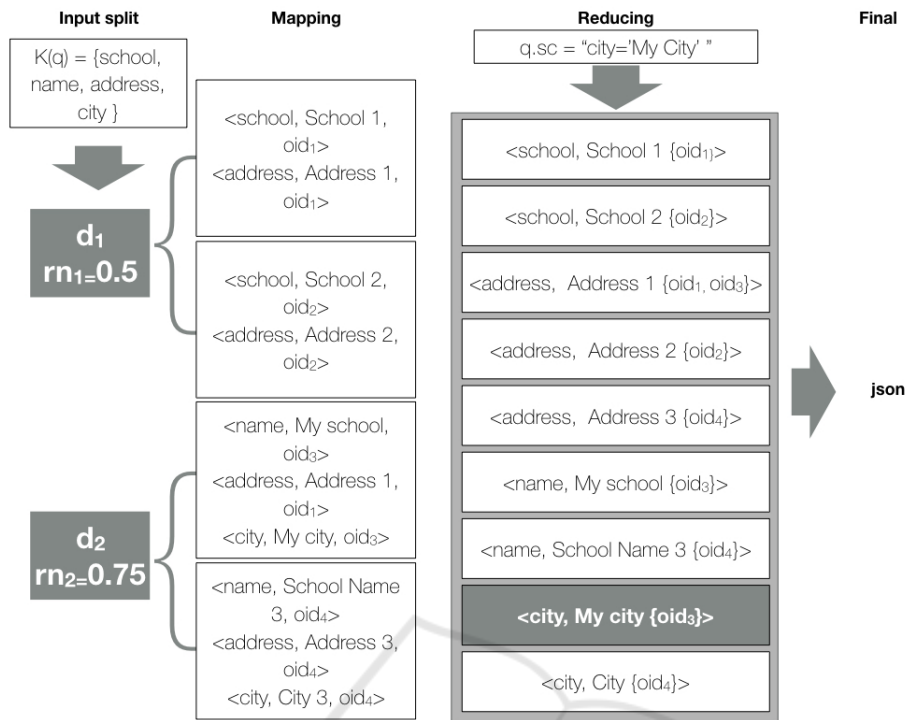 Input split
Mapping
Reducing
Final
K(q) = {school,
name, address,
city }
q.sc = “city='My City' ”
d1
rn1=0.5
d2
rn2=0.75
<school, School 1,
oid1>
<address, Address 1,
oid1>
<school, School 2,
oid2>
<address, Address 2,
oid2>
<name, My school,
oid3>
<address, Address 1,
oid1>
<city, My city, oid3>
<name, School Name
3, oid4>
<address, Address 3,
oid4>
<city, City 3, oid4>
<school, School 1 {oid1}>
<school, School 2 {oid2}>
<address, Address 1 {oid1, oid3}>
<address, Address 2 {oid2}>
<address, Address 3 {oid4}>
<name, My school {oid3}>
<name, School Name 3 {oid4}>
<city, My city {oid3}>
<city, City {oid4}>
json